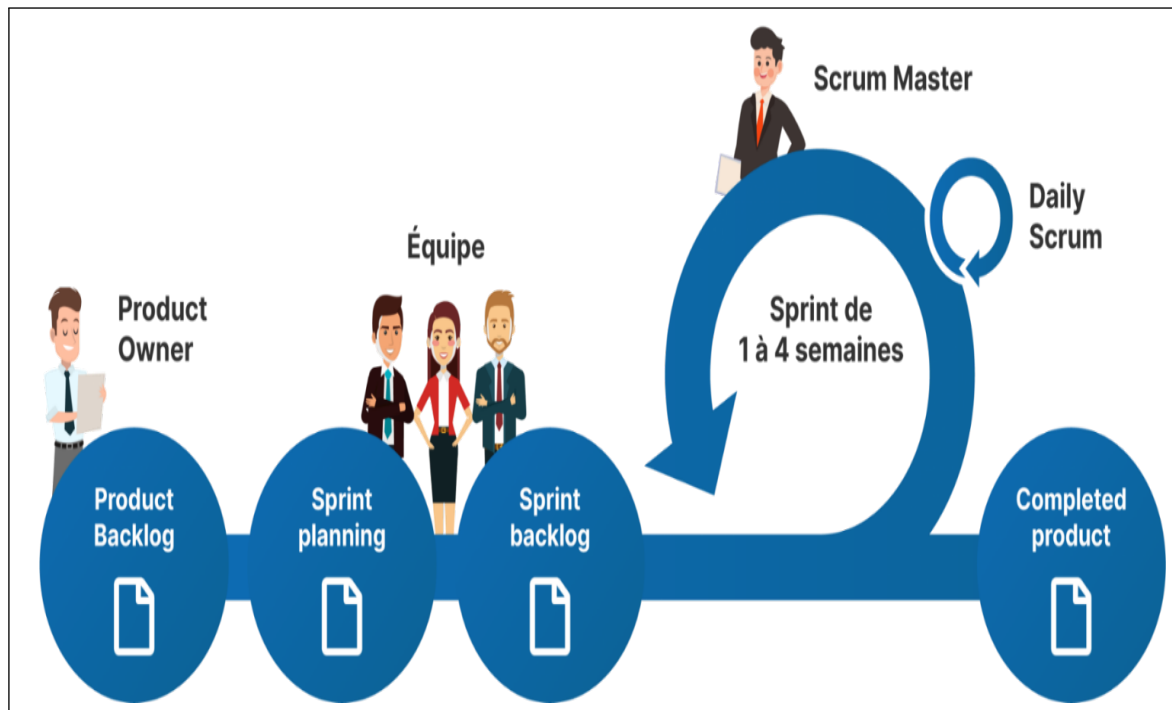 Scrum Master
Daily
Scrum
Équipe
Product
Owner
Sprint de
1 à 4 semaines
Product
Backlog
Sprint
planning
Sprint
backlog
Completed
product